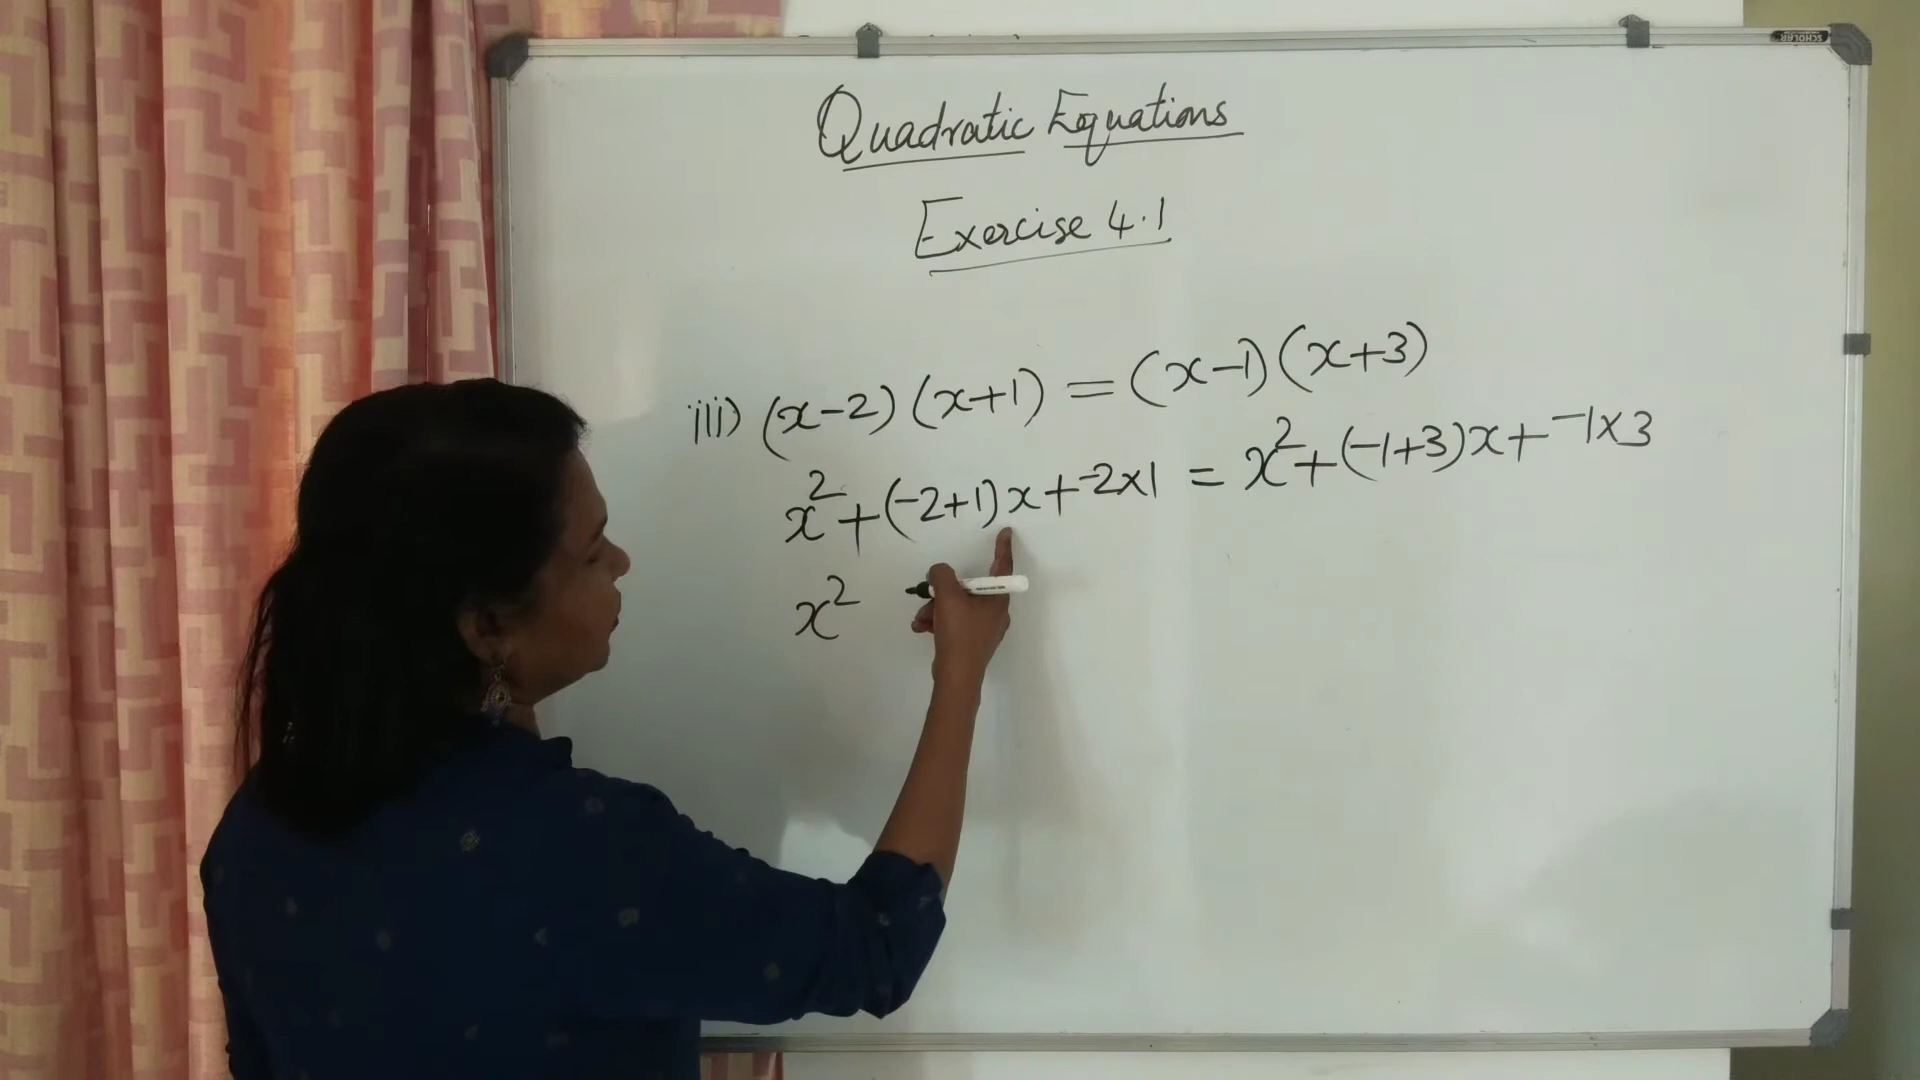 Quadratic Equations
Exercise 4.1
iii) (x-2) (x+1) = (x-1) (x+3)
x² + (-2+1)x + -2×1 = x² + (-1+3)x + -1×3
x²
SCHOLAR